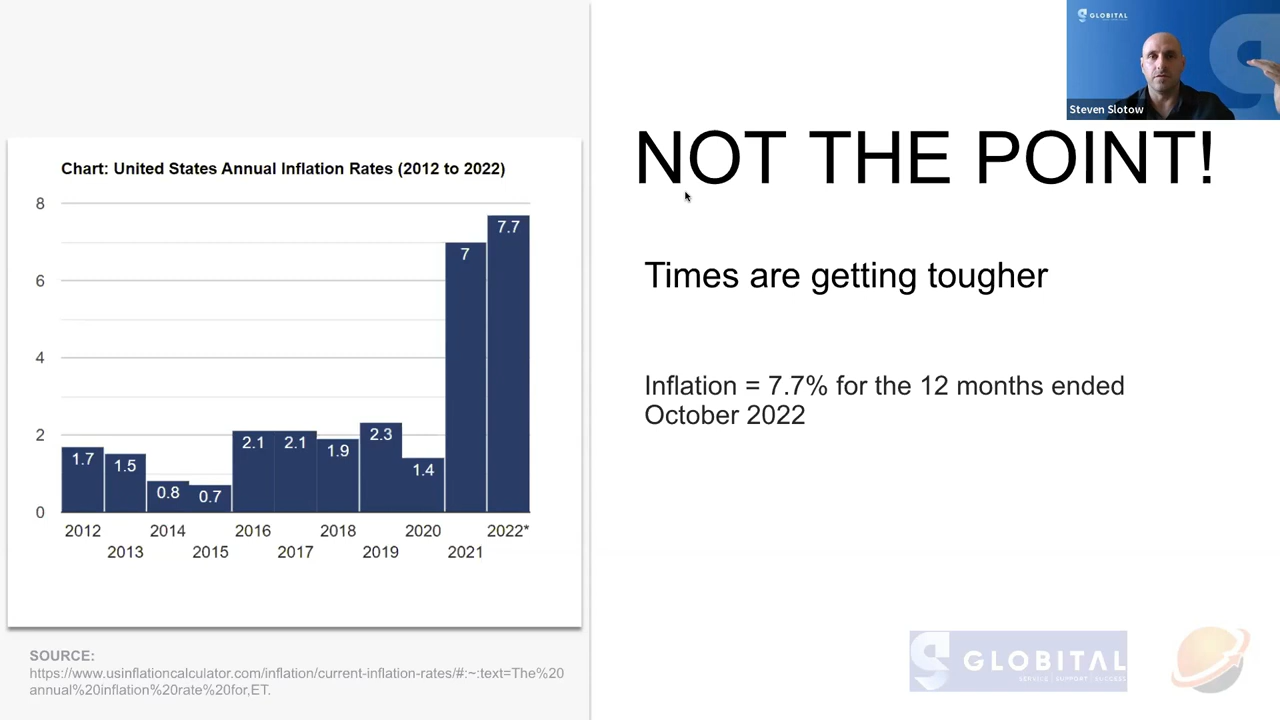 GLOBITAL
Steven Slotow
NOT THE POINT!
Chart: United States Annual Inflation Rates (2012 to 2022)
8
6
4
2
0
1.7
1.5
0.8
0.7
2.1
2.1
1.9
2.3
1.4
7
7.7
2012 2014 2016 2018 2020 2022*
2013 2015 2017 2019 2021
Times are getting tougher
Inflation = 7.7% for the 12 months ended
October 2022
SOURCE:
https://www.usinflationcalculator.com/inflation/current-inflation-rates/#:~:text=The%20
annual%20inflation%20rate%20for,ET.
GLOBITAL
SERVICE | SUPPORT | SUCCESS